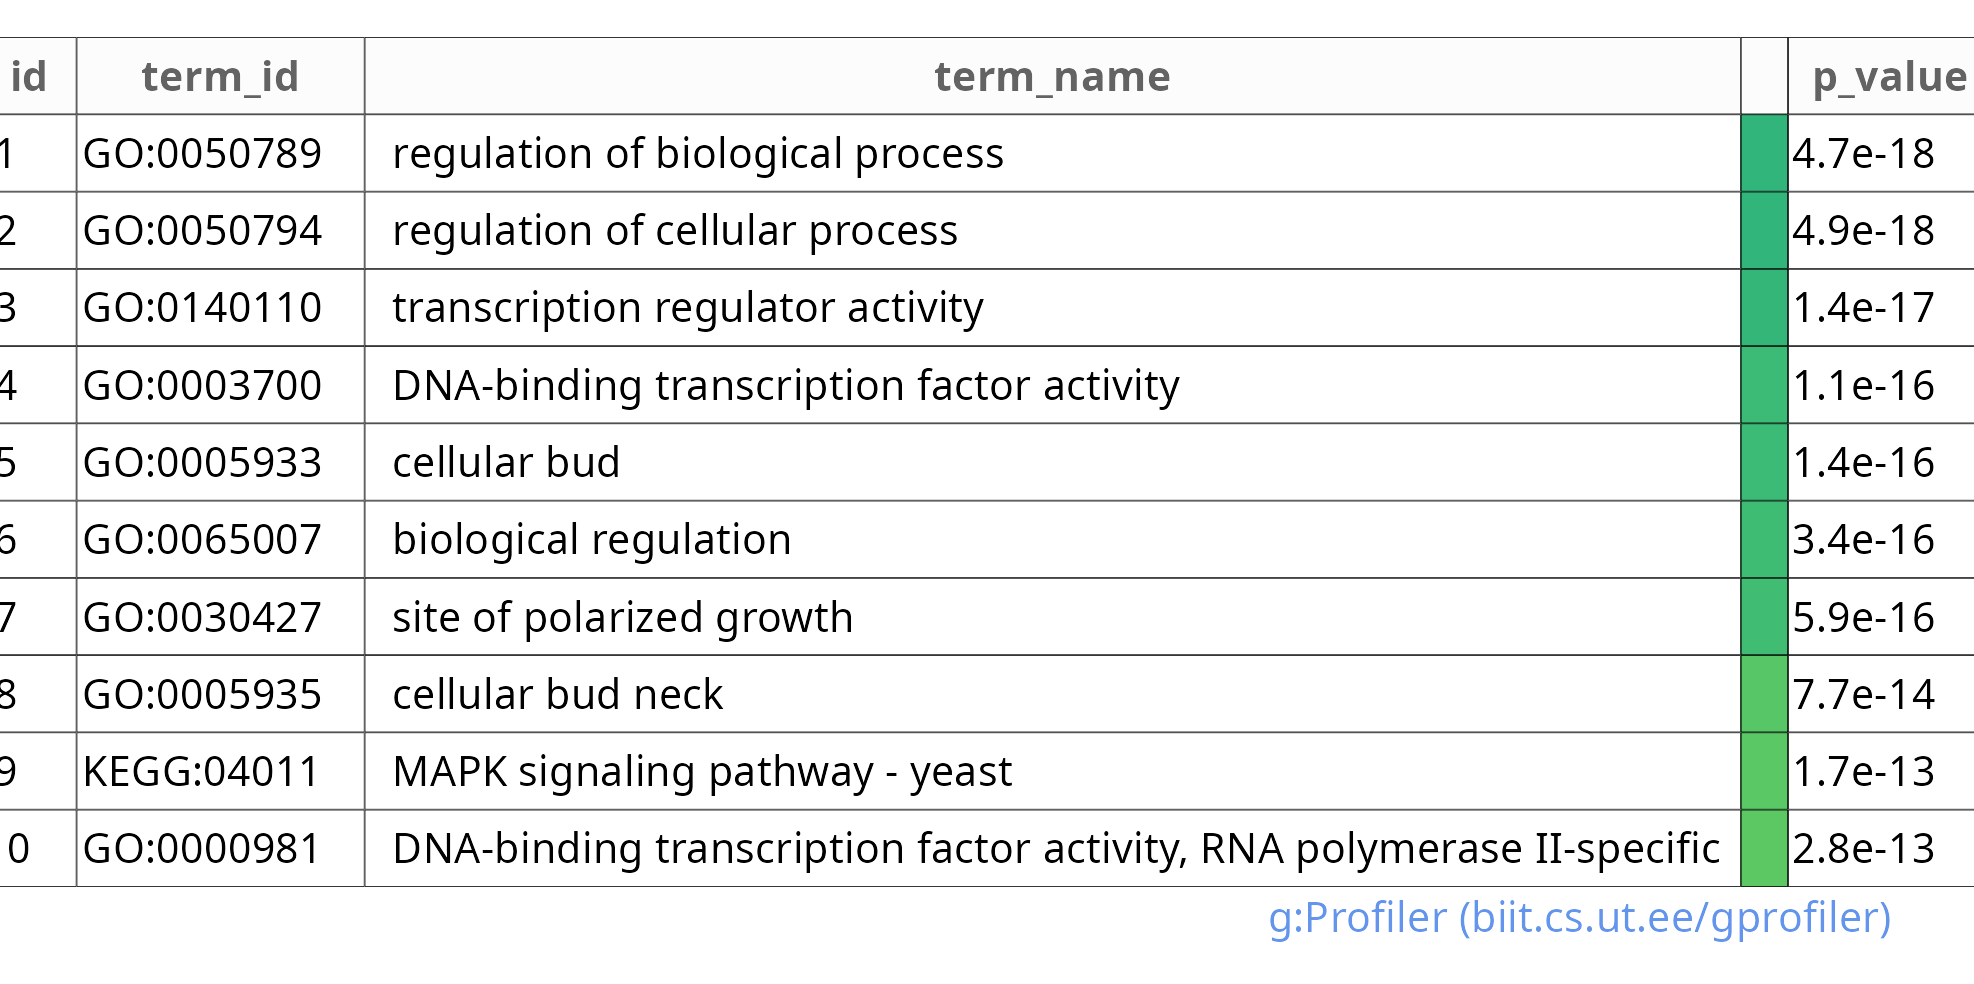 id term_id term_name p_value
1 GO:0050789 regulation of biological process 4.7e-18
2 GO:0050794 regulation of cellular process 4.9e-18
3 GO:0140110 transcription regulator activity 1.4e-17
4 GO:0003700 DNA-binding transcription factor activity 1.1e-16
5 GO:0005933 cellular bud 1.4e-16
6 GO:0065007 biological regulation 3.4e-16
7 GO:0030427 site of polarized growth 5.9e-16
8 GO:0005935 cellular bud neck 7.7e-14
9 KEGG:04011 MAPK signaling pathway - yeast 1.7e-13
0 GO:0000981 DNA-binding transcription factor activity, RNA polymerase II-specific 2.8e-13
g:Profiler (biit.cs.ut.ee/gprofiler)